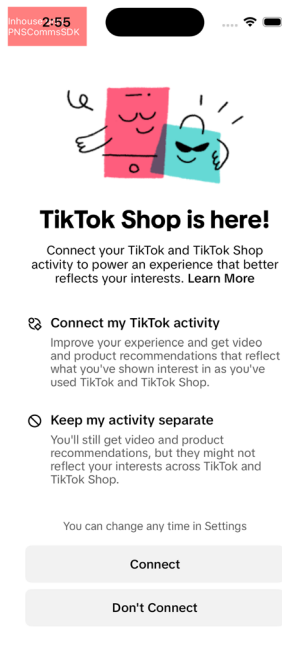 Inhouse
2:55
PNSCommsSDK
TikTok Shop is here!
Connect your TikTok and TikTok Shop
activity to power an experience that better
reflects your interests. Learn More
Connect my TikTok activity
Improve your experience and get video
and product recommendations that reflect
what you've shown interest in as you've
used TikTok and TikTok Shop.
Keep my activity separate
You'll still get video and product
recommendations, but they might not
reflect your interests across TikTok and
TikTok Shop.
You can change any time in Settings
Connect
Don't Connect